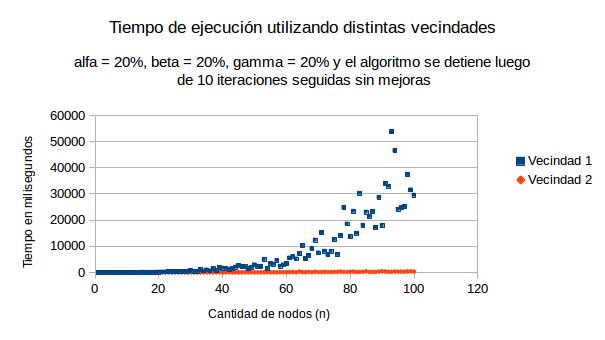 Tiempo de ejecución utilizando distintas vecindades
alfa = 20%, beta = 20%, gamma = 20% y el algoritmo se detiene luego
de 10 iteraciones seguidas sin mejoras
Tiempo en milisegundos
60000
50000
40000
30000
20000
10000
0
0 20 40 60 80 100 120
Cantidad de nodos (n)
Vecindad 1
Vecindad 2